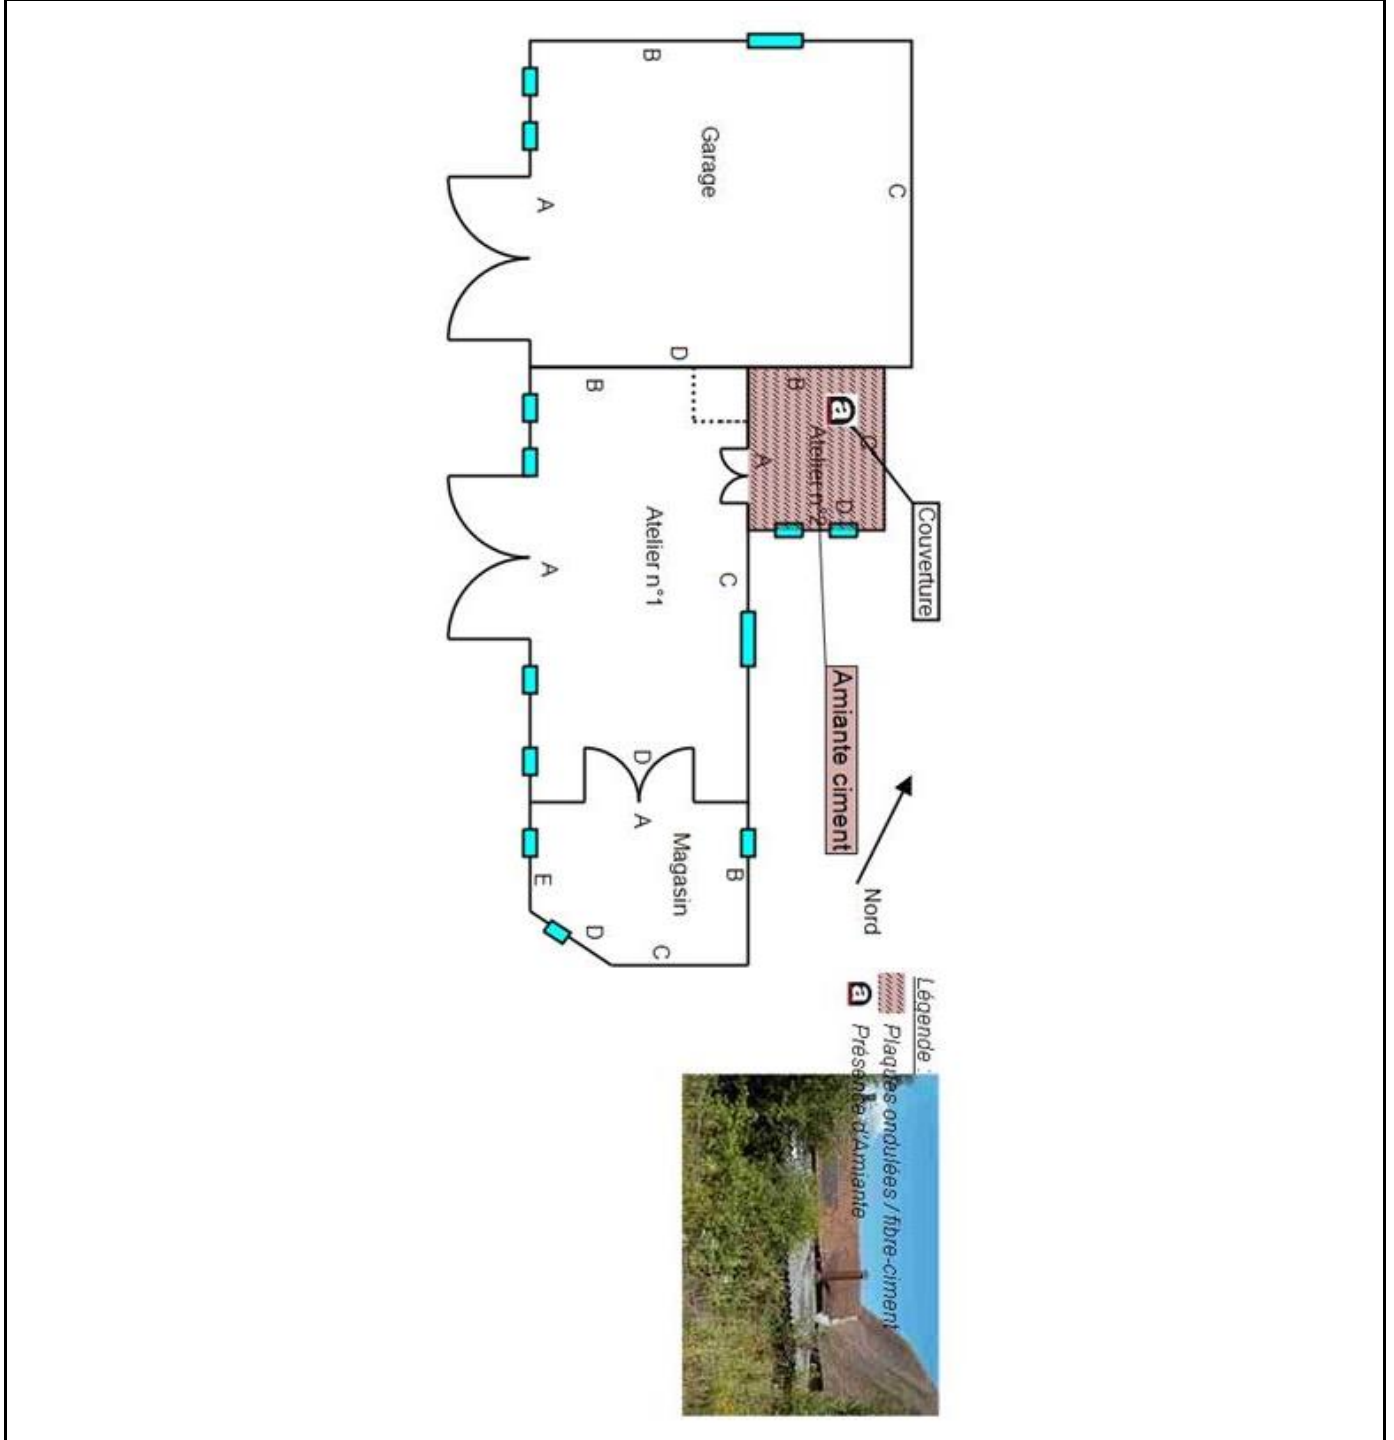 B
Garage
C
A
D
B
B
a
C
Atelier n°2
A
D
Couverture
Atelier n°1
C
A
Amiante ciment
D
A
Magasin
B
E
D
C
Nord
Légende :
Plaques ondulées / fibre-ciment
a Présence d'Amiante